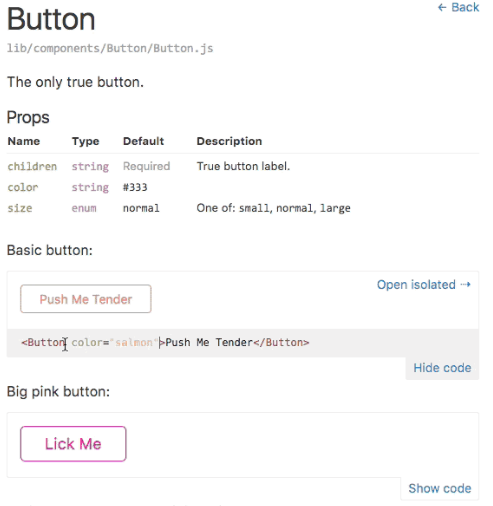 Button
← Back
lib/components/Button/Button.js
The only true button.
Props
Name Type Default Description
children string Required True button label.
color string #333
size enum normal One of: small, normal, large
Basic button:
Open isolated ⇢
Push Me Tender
<Button color="salmon">Push Me Tender</Button>
Hide code
Big pink button:
Lick Me
Show code